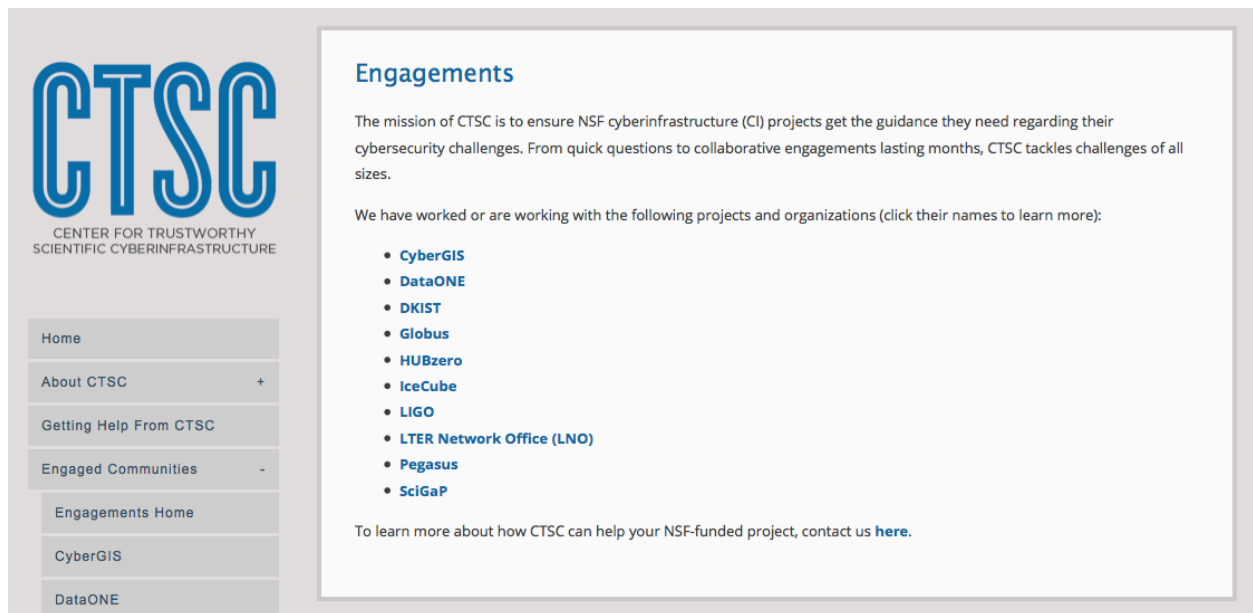 CTSC
CENTER FOR TRUSTWORTHY
SCIENTIFIC CYBERINFRASTRUCTURE
Home
About CTSC +
Getting Help From CTSC
Engaged Communities -
Engagements Home
CyberGIS
DataONE
Engagements
The mission of CTSC is to ensure NSF cyberinfrastructure (CI) projects get the guidance they need regarding their
cybersecurity challenges. From quick questions to collaborative engagements lasting months, CTSC tackles challenges of all
sizes.
We have worked or are working with the following projects and organizations (click their names to learn more):
• CyberGIS
• DataONE
• DKIST
• Globus
• HUBzero
• IceCube
• LIGO
• LTER Network Office (LNO)
• Pegasus
• SciGaP
To learn more about how CTSC can help your NSF-funded project, contact us here.